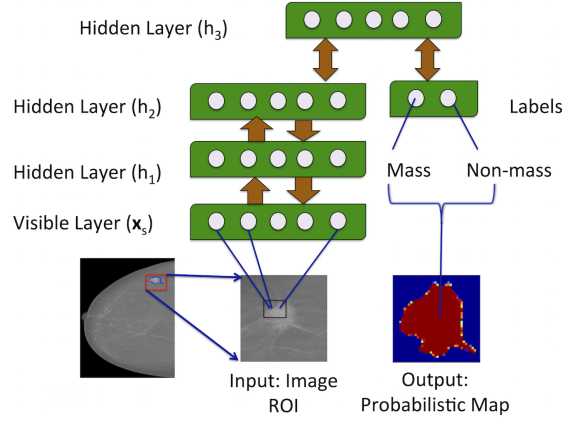 Hidden Layer (h3)
Hidden Layer (h2)
Labels
Hidden Layer (h1)
Mass
Non-mass
Visible Layer (xs)
Input: Image
ROI
Output:
Probabilistic Map